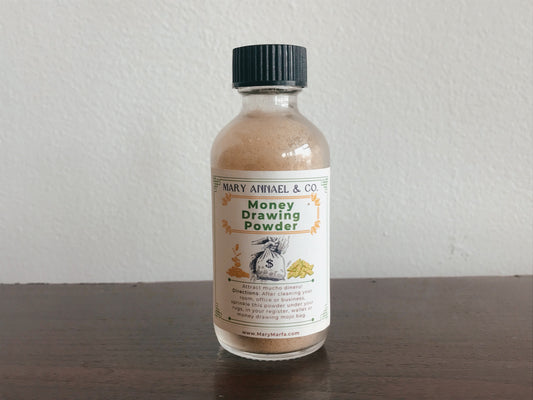 MARY ANNAEL & CO.
Money
Drawing
Powder
$
Attract mucho dinero!
Directions: After cleaning your
room, office or business,
sprinkle this powder under your
rugs, in your register, wallet or
Money drawing mojo bag.
www.MaryMarfa.com